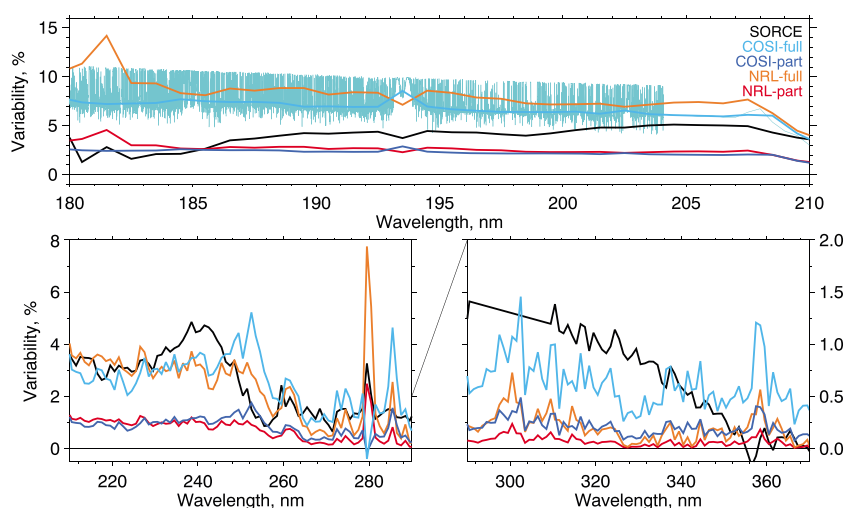 15
10
5
0
Variability, %
SORCE
COSI-full
COSI-part
NRL-full
NRL-part
180
185
190
195
200
205
210
Wavelength, nm
8
6
4
2
0
Variability, %
220
240
260
280
Wavelength, nm
2.0
1.5
1.0
0.5
0.0
300
320
340
360
Wavelength, nm
Variability, %